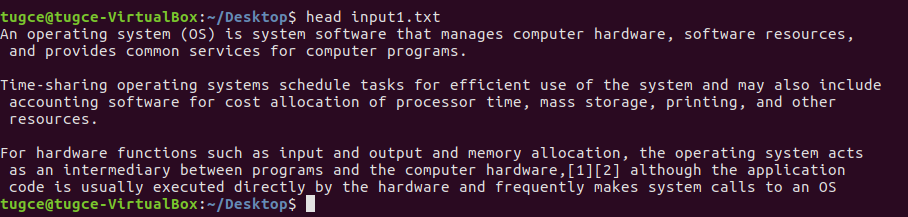 tugce@tugce-VirtualBox:~/Desktop$ head input1.txt
An operating system (OS) is system software that manages computer hardware, software resources,
 and provides common services for computer programs.

Time-sharing operating systems schedule tasks for efficient use of the system and may also include
 accounting software for cost allocation of processor time, mass storage, printing, and other
 resources.

For hardware functions such as input and output and memory allocation, the operating system acts
 as an intermediary between programs and the computer hardware,[1][2] although the application
 code is usually executed directly by the hardware and frequently makes system calls to an OS
tugce@tugce-VirtualBox:~/Desktop$